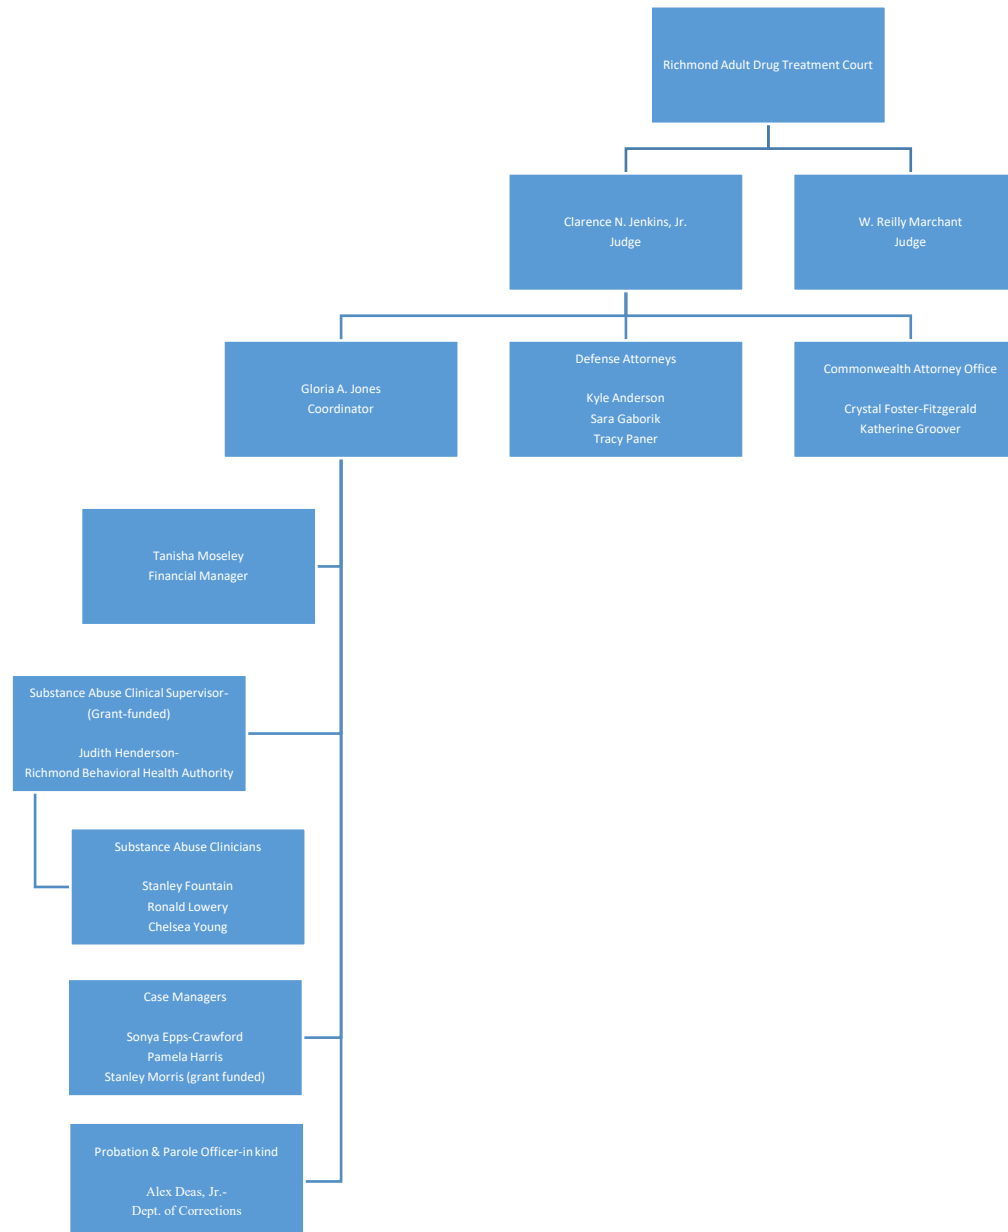 Richmond Adult Drug Treatment Court
Clarence N. Jenkins, Jr.
Judge
W. Reilly Marchant
Judge
Gloria A. Jones
Coordinator
Defense Attorneys
Kyle Anderson
Sara Gaborik
Tracy Paner
Commonwealth Attorney Office
Crystal Foster-Fitzgerald
Katherine Groover
Tanisha Moseley
Financial Manager
Substance Abuse Clinical Supervisor-
(Grant-funded)
Judith Henderson-
Richmond Behavioral Health Authority
Substance Abuse Clinicians
Stanley Fountain
Ronald Lowery
Chelsea Young
Case Managers
Sonya Epps-Crawford
Pamela Harris
Stanley Morris (grant funded)
Probation & Parole Officer-in kind
Alex Deas, Jr.-
Dept. of Corrections